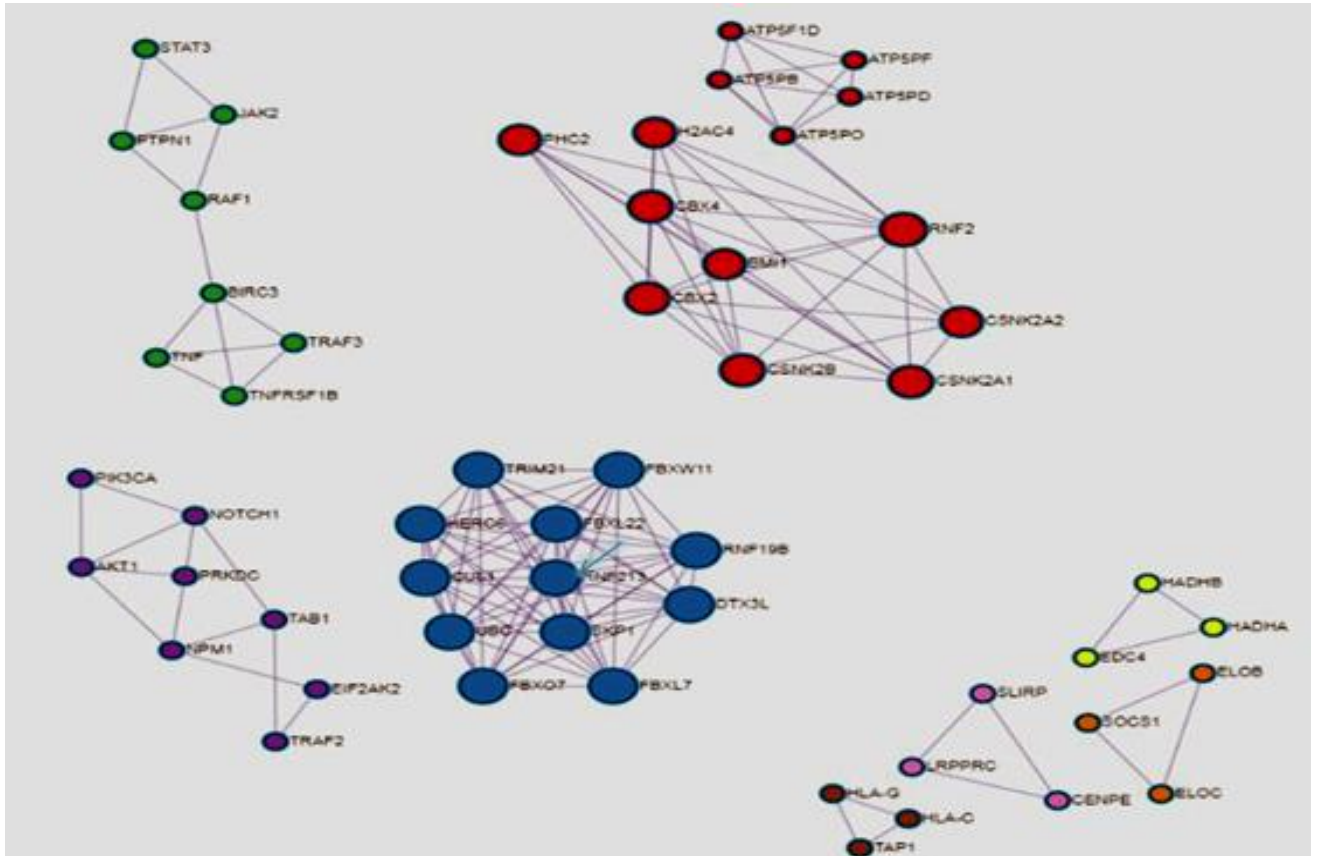 STAT3
JAK2
PTPN1
RAF1
BIRC3
TRAF3
TNF
TNFRSF1B
ATP5F1D
ATP5PF
ATP5PB
ATP5PD
ATP5PO
PHC2
H2AC4
CBX4
RNF2
BMI1
CBX2
CSNK2A2
CSNK2B
CSNK2A1
PIK3CA
NOTCH1
AKT1
PRKDC
TAB1
NPM1
EIF2AK2
TRAF2
TRIM21
FBXW11
HERC6
FBXL22
RNF19B
CUL3
RNF213
DTX3L
UBC
SKP1
FBXO7
FBXL7
HADHB
HADHA
EDC4
ELOB
SLIRP
SOCS1
LRPPRC
CENPE
ELOC
HLA-G
HLA-C
TAP1